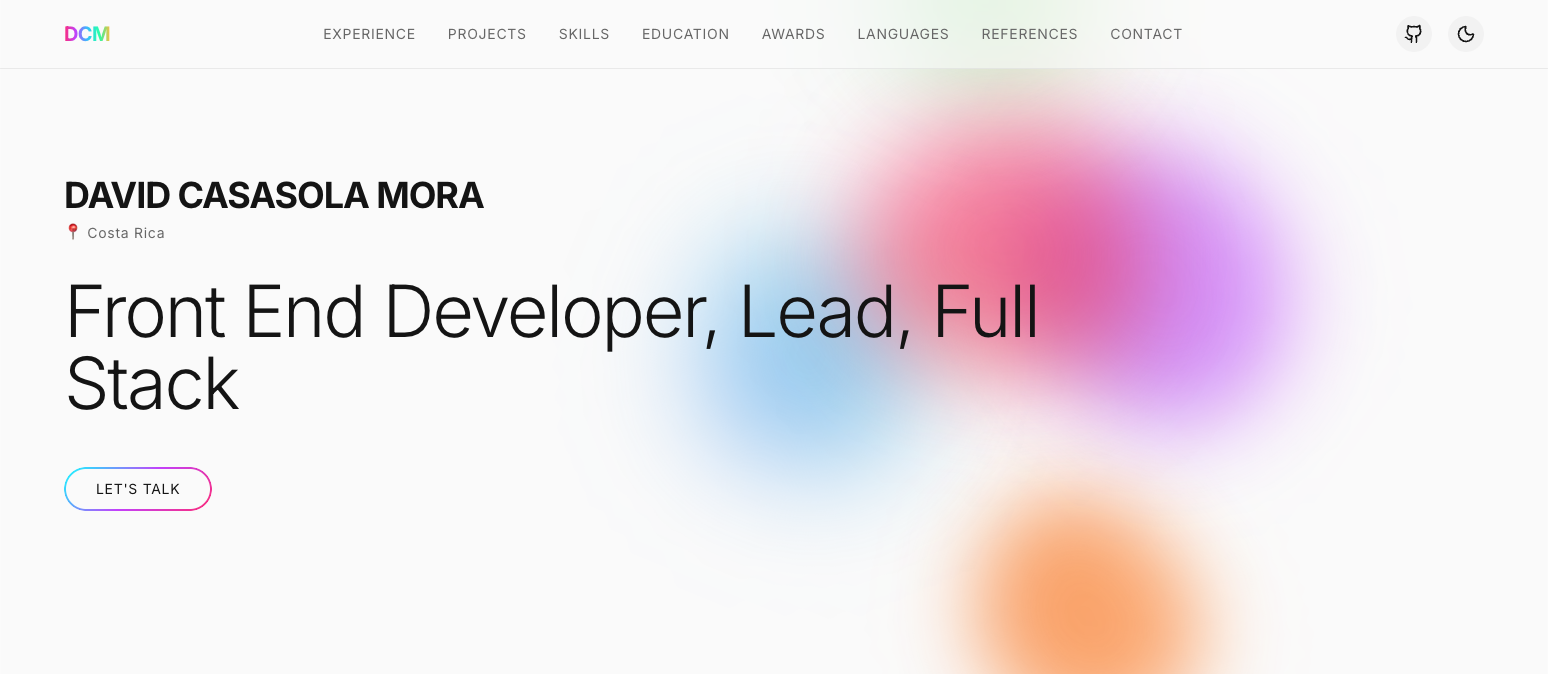 DCM EXPERIENCE PROJECTS SKILLS EDUCATION AWARDS LANGUAGES REFERENCES CONTACT
DAVID CASASOLA MORA
📍 Costa Rica
Front End Developer, Lead, Full
Stack
LET'S TALK